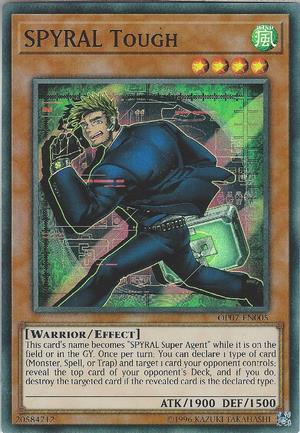 SPYRAL TOUGH
WIND
風
OP07-EN005
[WARRIOR/EFFECT]
This card's name becomes "SPYRAL Super Agent" while it is on the
field or in the GY. Once per turn: You can declare 1 type of card
(Monster, Spell, or Trap) and target 1 card your opponent controls;
reveal the top card of your opponent's Deck, and if you do,
destroy the targeted card if the revealed card is the declared type.
ATK/1900 DEF/1500
20584712
©1996 KAZUKI TAKAHASHI